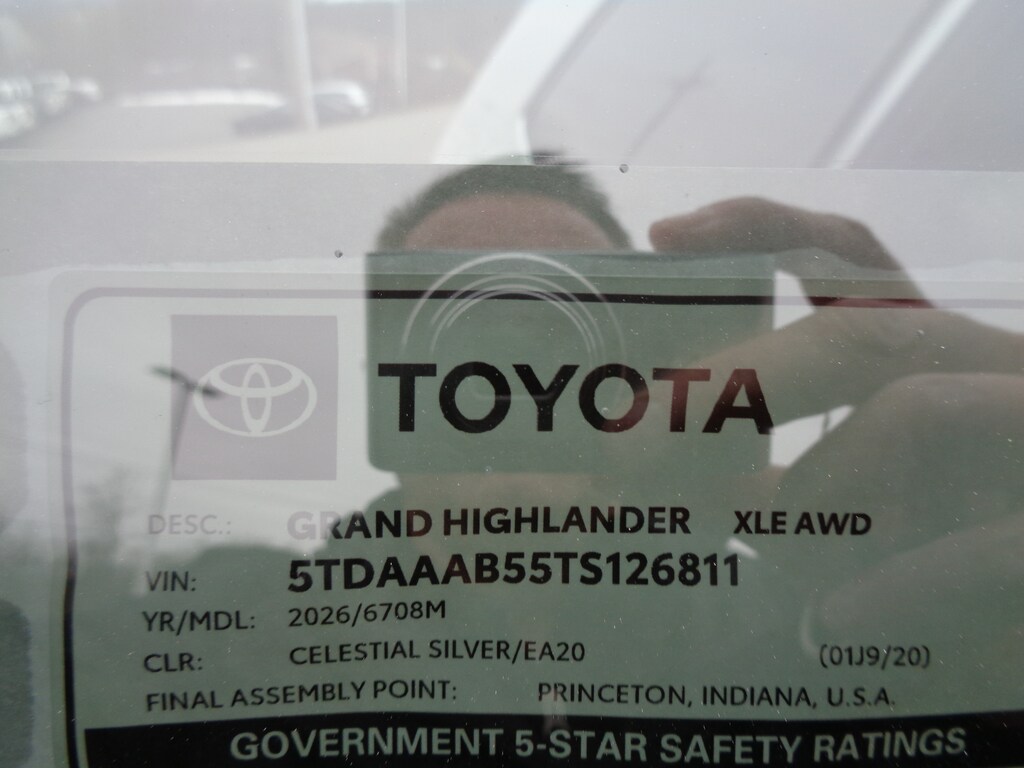 TOYOTA
DESC.: GRAND HIGHLANDER XLE AWD
VIN: 5TDAAAB55TS126811
YR/MDL: 2026/6708M
CLR: CELESTIAL SILVER/EA20 (01J9/20)
FINAL ASSEMBLY POINT: PRINCETON, INDIANA, U.S.A.
GOVERNMENT 5-STAR SAFETY RATINGS